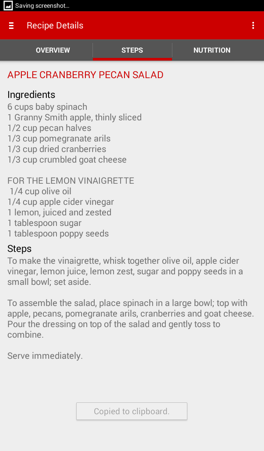 Saving screenshot...
Recipe Details
OVERVIEW STEPS NUTRITION
APPLE CRANBERRY PECAN SALAD
Ingredients
6 cups baby spinach
1 Granny Smith apple, thinly sliced
1/2 cup pecan halves
1/3 cup pomegranate arils
1/3 cup dried cranberries
1/3 cup crumbled goat cheese
FOR THE LEMON VINAIGRETTE
1/4 cup olive oil
1/4 cup apple cider vinegar
1 lemon, juiced and zested
1 tablespoon sugar
1 tablespoon poppy seeds
Steps
To make the vinaigrette, whisk together olive oil, apple cider
vinegar, lemon juice, lemon zest, sugar and poppy seeds in a
small bowl; set aside.
To assemble the salad, place spinach in a large bowl; top with
apple, pecans, pomegranate arils, cranberries and goat cheese.
Pour the dressing on top of the salad and gently toss to
combine.
Serve immediately.
Copied to clipboard.